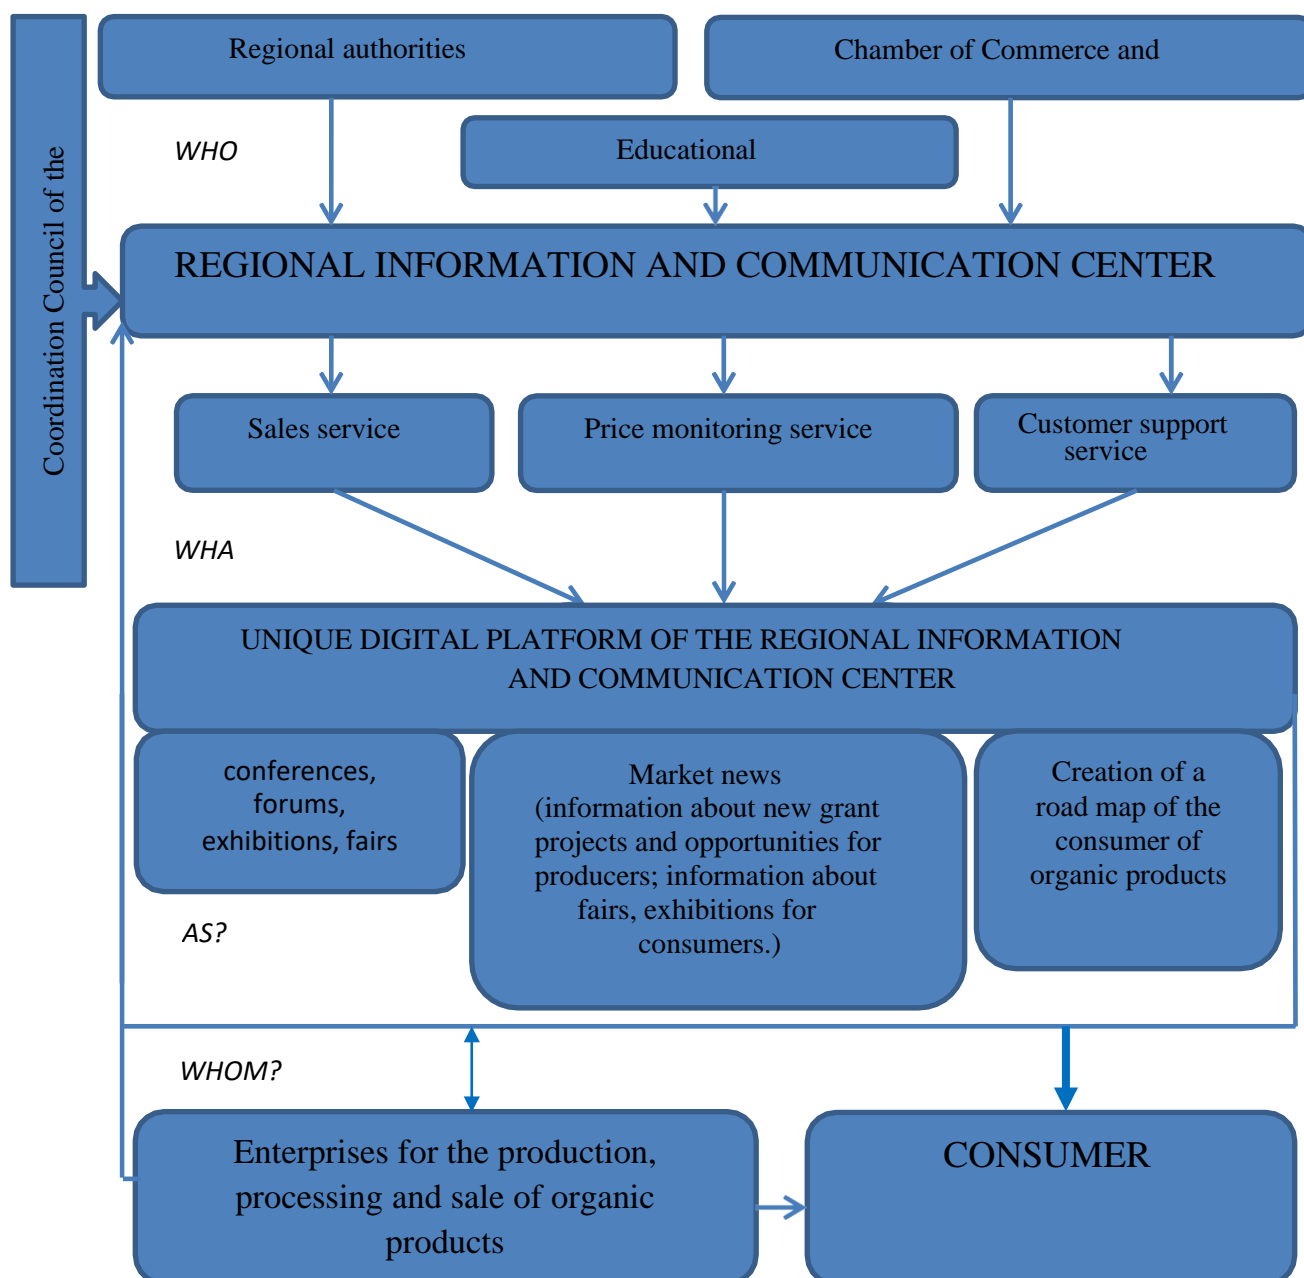 Coordination Council of the
Regional authorities
Chamber of Commerce and
WHO
Educational
REGIONAL INFORMATION AND COMMUNICATION CENTER
Sales service
Price monitoring service
Customer support
service
WHA
UNIQUE DIGITAL PLATFORM OF THE REGIONAL INFORMATION
AND COMMUNICATION CENTER
conferences,
forums,
exhibitions, fairs
Market news
(information about new grant
projects and opportunities for
producers; information about
fairs, exhibitions for
consumers.)
Creation of a
road map of the
consumer of
organic products
AS?
WHOM?
Enterprises for the production,
processing and sale of organic
products
CONSUMER